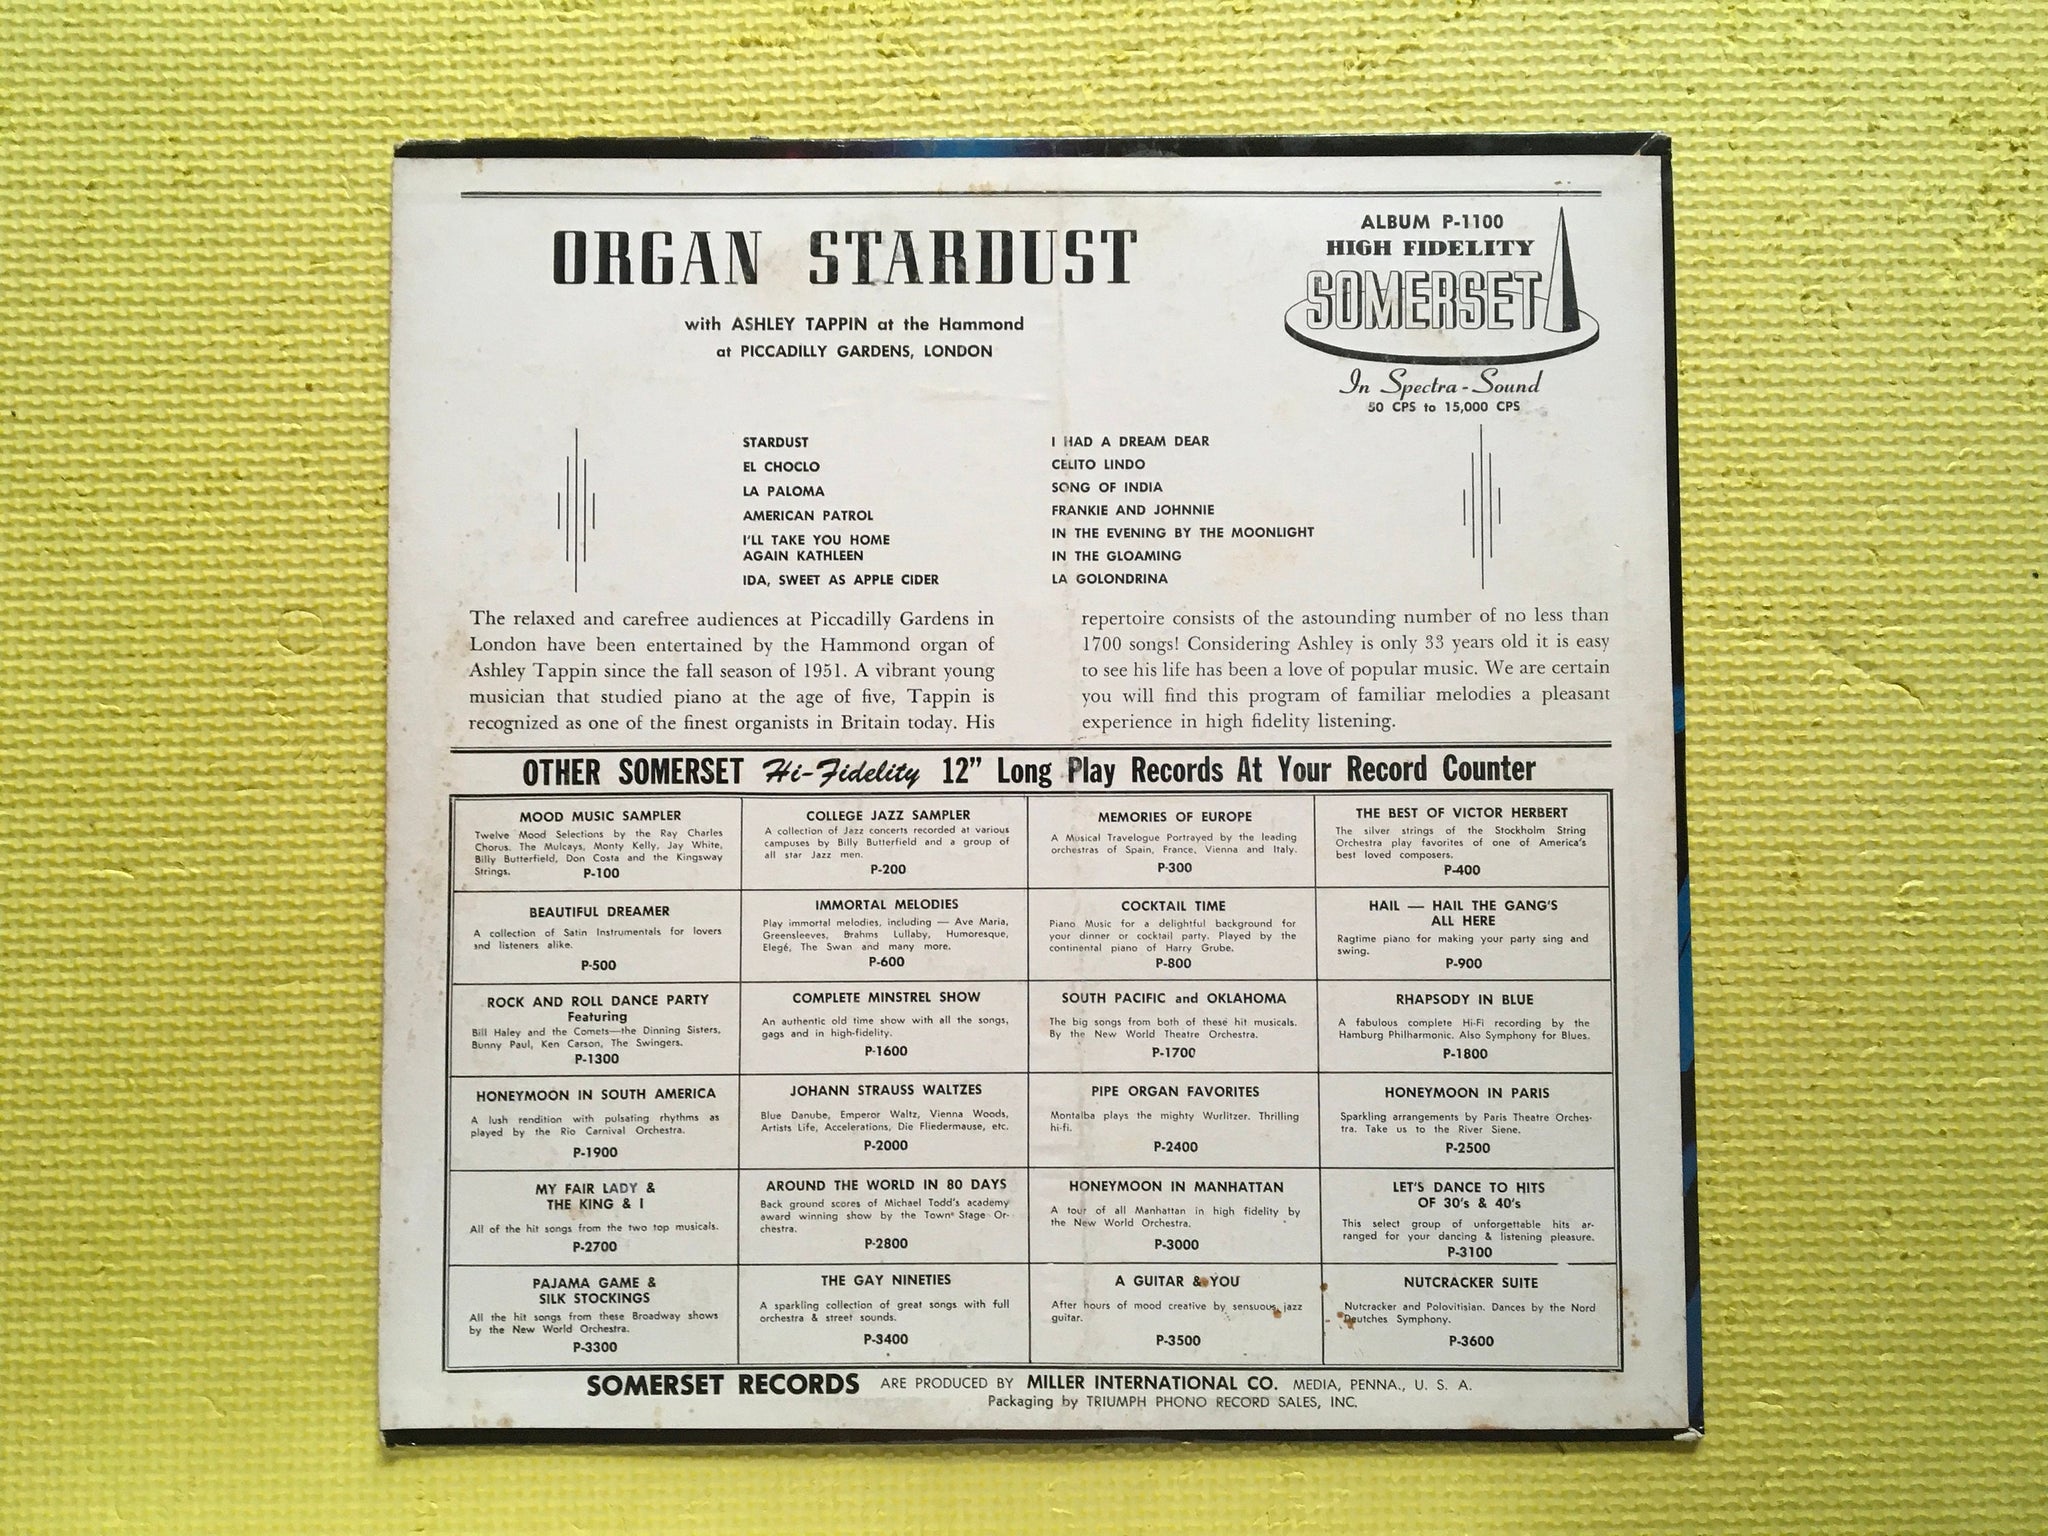 ORGAN STARDUST
with ASHLEY TAPPIN at the Hammond
at PICCADILLY GARDENS, LONDON
ALBUM P-1100
HIGH FIDELITY
SOMERSET
In Spectra-Sound
50 CPS to 15,000 CPS
STARDUST
EL CHOCLO
LA PALOMA
AMERICAN PATROL
I'LL TAKE YOU HOME
AGAIN KATHLEEN
IDA, SWEET AS APPLE CIDER
I HAD A DREAM DEAR
CELITO LINDO
SONG OF INDIA
FRANKIE AND JOHNNIE
IN THE EVENING BY THE MOONLIGHT
IN THE GLOAMING
LA GOLONDRINA
The relaxed and carefree audiences at Piccadilly Gardens in
London have been entertained by the Hammond organ of
Ashley Tappin since the fall season of 1951. A vibrant young
musician that studied piano at the age of five, Tappin is
recognized as one of the finest organists in Britain today. His
repertoire consists of the astounding number of no less than
1700 songs! Considering Ashley is only 33 years old it is easy
to see his life has been a love of popular music. We are certain
you will find this program of familiar melodies a pleasant
experience in high fidelity listening.
OTHER SOMERSET Hi-Fidelity 12" Long Play Records At Your Record Counter
MOOD MUSIC SAMPLER
Twelve Mood Selections by the Ray Charles
Chorus. The Mulcays, Monty Kelly, Jay White,
Billy Butterfield, Don Costa and the Kingsway
Strings.
P-100
COLLEGE JAZZ SAMPLER
A collection of Jazz concerts recorded at various
campuses by Billy Butterfield and a group of
all star Jazz men.
P-200
MEMORIES OF EUROPE
A Musical Travelogue Portrayed by the leading
orchestras of Spain, France, Vienna and Italy.
P-300
THE BEST OF VICTOR HERBERT
The silver strings of the Stockholm String
Orchestra play favorites of one of America's
best loved composers.
P-400
BEAUTIFUL DREAMER
A collection of Satin Instrumentals for lovers
and listeners alike.
P-500
IMMORTAL MELODIES
Play immortal melodies, including — Ave Maria,
Greensleeves, Brahms Lullaby, Humoresque,
Elegé, The Swan and many more.
P-600
COCKTAIL TIME
Piano Music for a delightful background for
your dinner or cocktail party. Played by the
continental piano of Harry Grube.
P-800
HAIL — HAIL THE GANG'S
ALL HERE
Ragtime piano for making your party sing and
swing.
P-900
ROCK AND ROLL DANCE PARTY
Featuring
Bill Haley and the Comets—the Dinning Sisters,
Bunny Paul, Ken Carson, The Swingers.
P-1300
COMPLETE MINSTREL SHOW
An authentic old time show with all the songs,
gags and in high-fidelity.
P-1600
SOUTH PACIFIC and OKLAHOMA
The big songs from both of these hit musicals.
By the New World Theatre Orchestra.
P-1700
RHAPSODY IN BLUE
A fabulous complete Hi-Fi recording by the
Hamburg Philharmonic. Also Symphony for Blues.
P-1800
HONEYMOON IN SOUTH AMERICA
A lush rendition with pulsating rhythms as
played by the Rio Carnival Orchestra.
P-1900
JOHANN STRAUSS WALTZES
Blue Danube, Emperor Waltz, Vienna Woods,
Artists Life, Accelerations, Die Fliedermause, etc.
P-2000
PIPE ORGAN FAVORITES
Montalba plays the mighty Wurlitzer. Thrilling
hi-fi.
P-2400
HONEYMOON IN PARIS
Sparkling arrangements by Paris Theatre Orches-
tra. Take us to the River Siene.
P-2500
MY FAIR LADY &
THE KING & I
All of the hit songs from the two top musicals.
P-2700
AROUND THE WORLD IN 80 DAYS
Back ground scores of Michael Todd's academy
award winning show by the Town Stage Or-
chestra.
P-2800
HONEYMOON IN MANHATTAN
A tour of all Manhattan in high fidelity by
the New World Orchestra.
P-3000
LET'S DANCE TO HITS
OF 30's & 40's
This select group of unforgettable hits ar-
ranged for your dancing & listening pleasure.
P-3100
PAJAMA GAME &
SILK STOCKINGS
All the hit songs from these Broadway shows
by the New World Orchestra.
P-3300
THE GAY NINETIES
A sparkling collection of great songs with full
orchestra & street sounds.
P-3400
A GUITAR & YOU
After hours of mood creative by sensuous jazz
guitar.
P-3500
NUTCRACKER SUITE
Nutcracker and Polovitisian. Dances by the Nord
Deutches Symphony.
P-3600
SOMERSET RECORDS ARE PRODUCED BY MILLER INTERNATIONAL CO. MEDIA, PENNA., U. S. A.
Packaging by TRIUMPH PHONO RECORD SALES, INC.